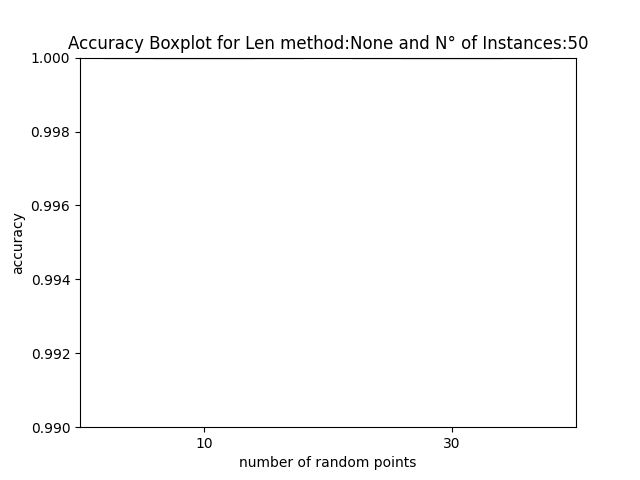 Accuracy Boxplot for Len method:None and N° of Instances:50
1.000
0.998
0.996
0.994
0.992
0.990
accuracy
10 30
number of random points